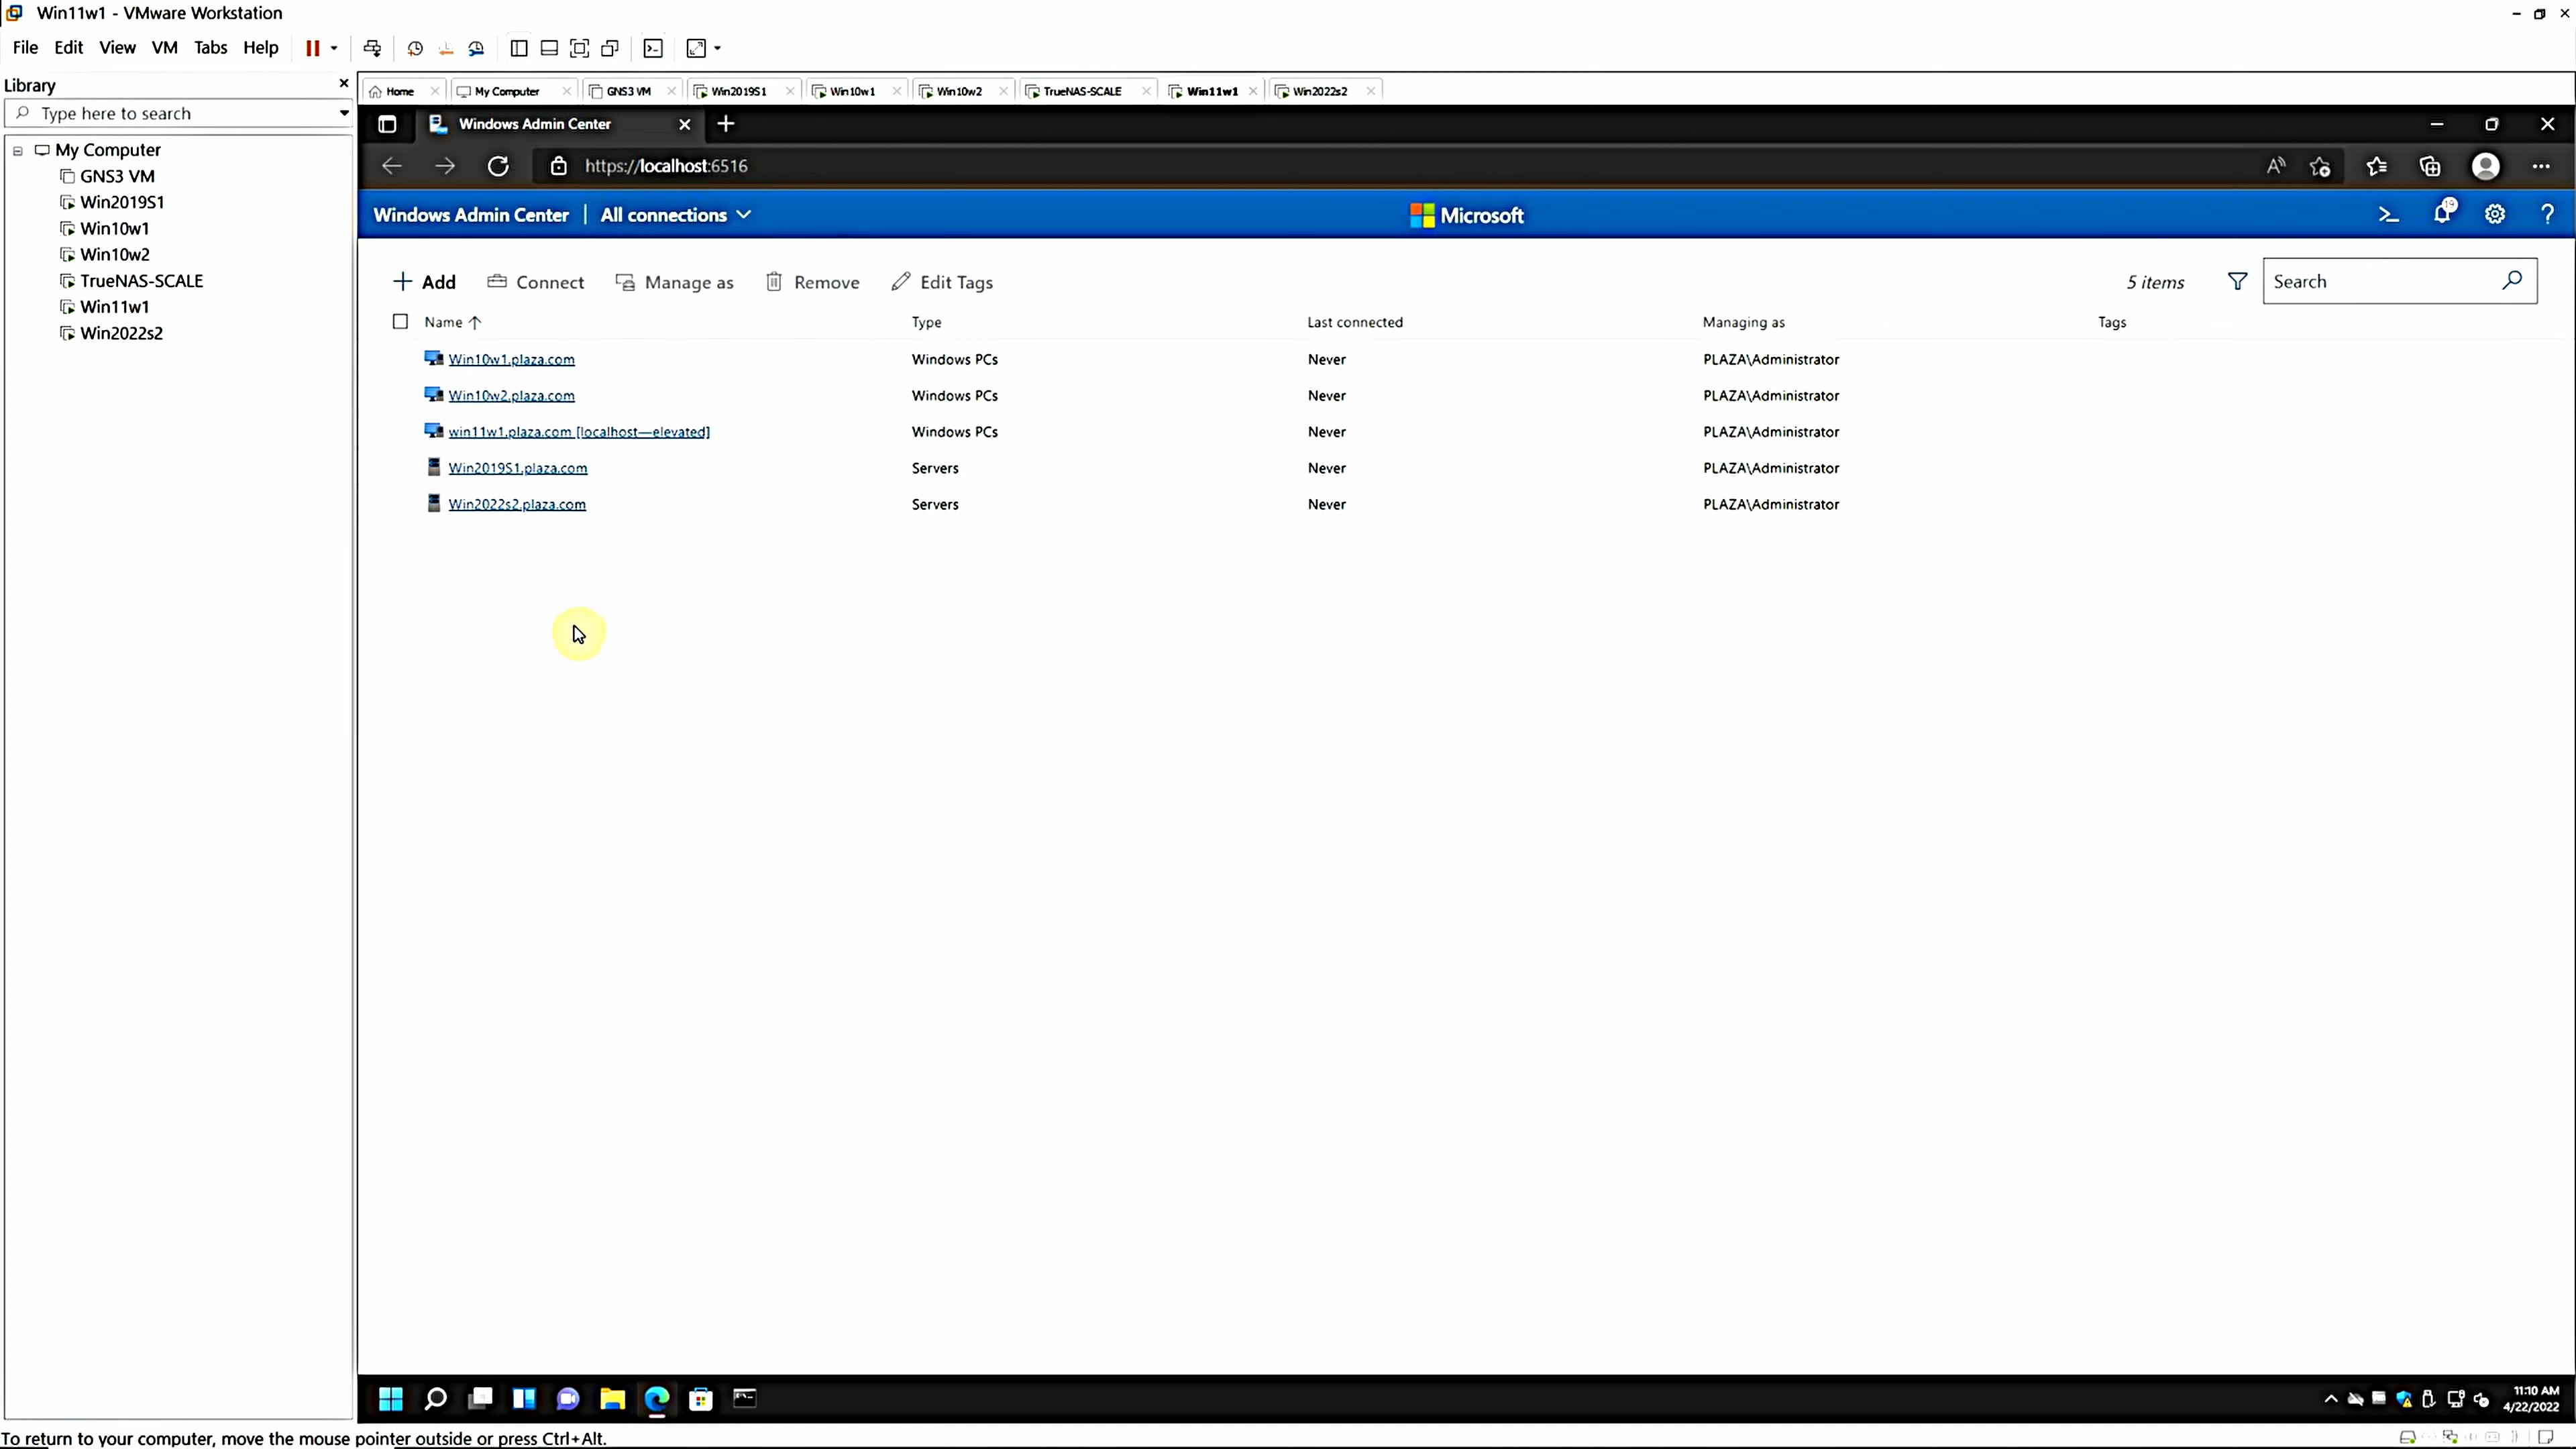 Win11w1 - VMware Workstation
File Edit View VM Tabs Help
Library
Type here to search
My Computer
GNS3 VM
Win2019S1
Win10w1
Win10w2
TrueNAS-SCALE
Win11w1
Win2022s2
Home My Computer GNS3 VM Win2019S1 Win10w1 Win10w2 TrueNAS-SCALE Win11w1 Win2022s2
Windows Admin Center
https://localhost:6516
Windows Admin Center | All connections Microsoft 19
Add Connect Manage as Remove Edit Tags 5 items Search
Name Type Last connected Managing as Tags
Win10w1.plaza.com Windows PCs Never PLAZA\Administrator
Win10w2.plaza.com Windows PCs Never PLAZA\Administrator
win11w1.plaza.com [localhost—elevated] Windows PCs Never PLAZA\Administrator
Win2019S1.plaza.com Servers Never PLAZA\Administrator
Win2022s2.plaza.com Servers Never PLAZA\Administrator
11:10 AM
4/22/2022
To return to your computer, move the mouse pointer outside or press Ctrl+Alt.